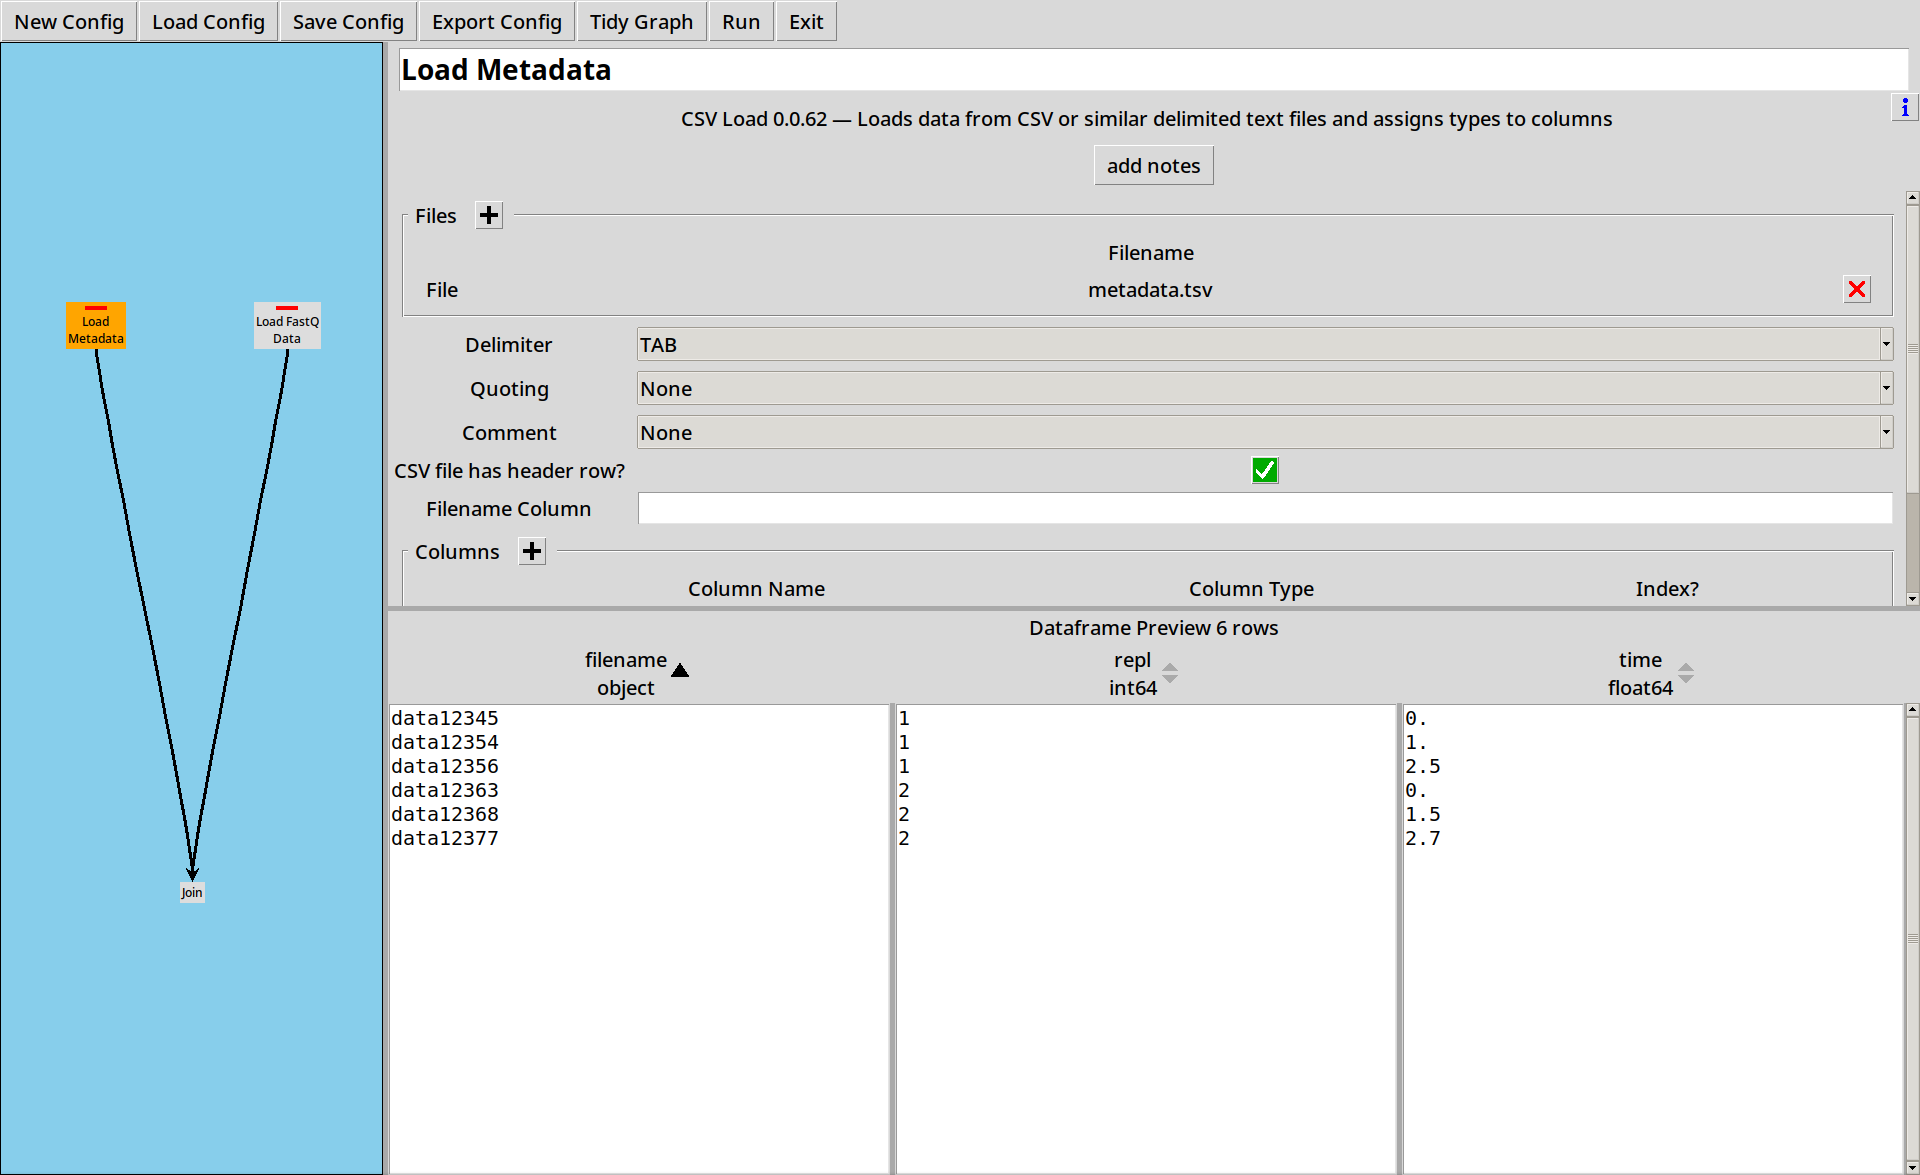 New Config Load Config Save Config Export Config Tidy Graph Run Exit
Load Metadata
CSV Load 0.0.62 — Loads data from CSV or similar delimited text files and assigns types to columns
i
add notes
Files
Filename
File metadata.tsv
Delimiter TAB
Quoting None
Comment None
CSV file has header row?
Filename Column
Columns
Column Name Column Type Index?
Load
Metadata
Load FastQ
Data
Join
Dataframe Preview 6 rows
filename repl time
object int64 float64
data12345 1 0.
data12354 1 1.
data12356 1 2.5
data12363 2 0.
data12368 2 1.5
data12377 2 2.7